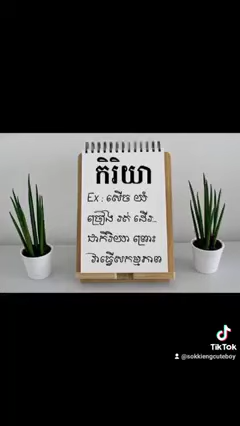 កិរិយា
Ex : សើច យំ
ច្រៀង រត់ ដើរ..
ជាកិរិយា ព្រោះ
វាធ្វើសកម្មភាព
TikTok
@sokkiengcuteboy